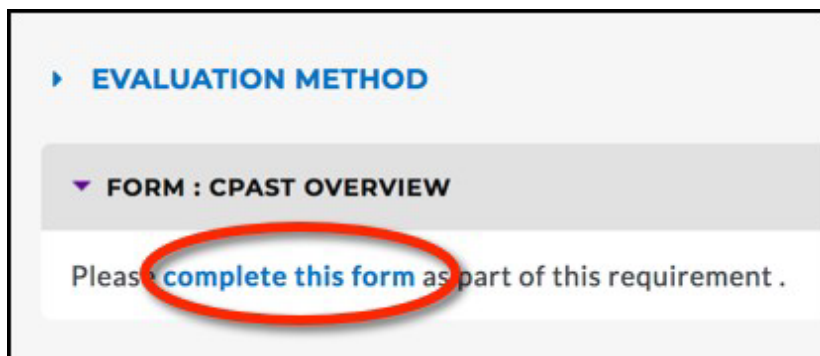 EVALUATION METHOD
FORM : CPAST OVERVIEW
Please complete this form as part of this requirement .